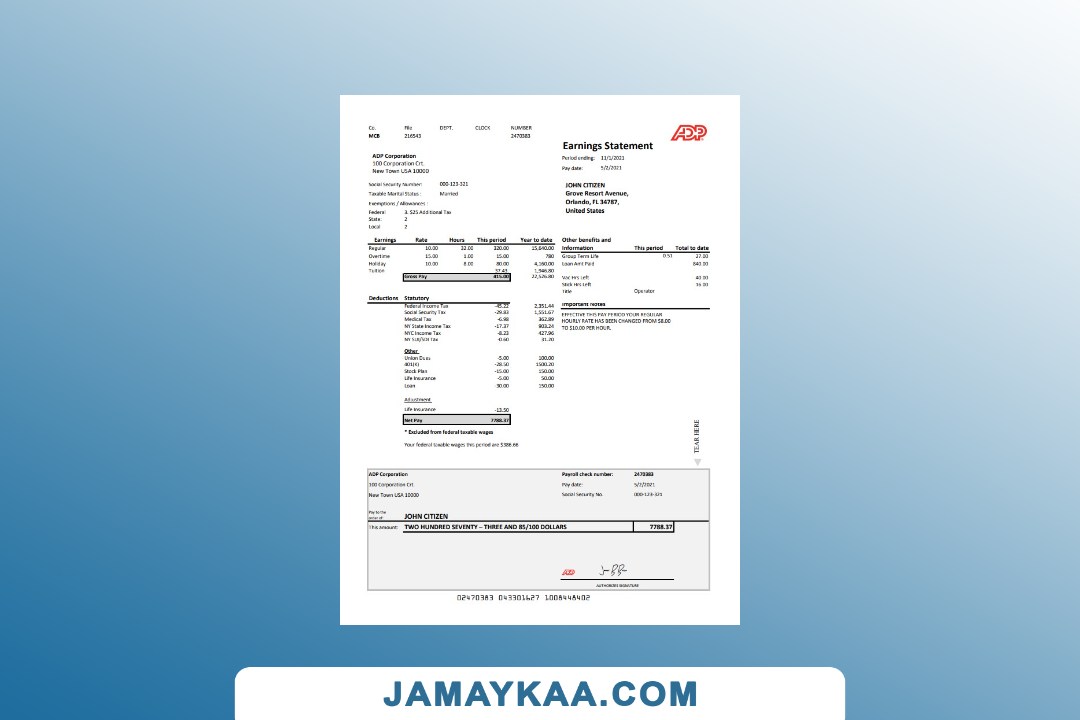 Co. File DEPT. CLOCK NUMBER
MCB 216543 2470383
ADP
Earnings Statement
Period ending: 11/1/2021
Pay date: 5/2/2021
ADP Corporation
100 Corporation Crt.
New Town USA 10000
Social Security Number: 000-123-321
Taxable Marital Status : Married
Exemptions / Allowances :
Federal: 3. $25 Additional Tax
State: 2
Local 2
JOHN CITIZEN
Grove Resort Avenue,
Orlando, FL 34787,
United States
Earnings Rate Hours This period Year to date
Regular 10.00 32.00 320.00 15,640.00
Overtime 15.00 1.00 15.00 780
Holiday 10.00 8.00 80.00 4,160.00
Tuition 37.43 1,946.80
Gross Pay 415.00 22,526.80
Other benefits and
Information This period Total to date
Group Term Life 0.51 27.00
Loan Amt Paid 840.00
Vac Hrs Left 40.00
Sick Hrs Left 16.00
Title Operator
Important Notes
EFFECTIVE THIS PAY PERIOD YOUR REGULAR
HOURLY RATE HAS BEEN CHANGED FROM $8.00
TO $10.00 PER HOUR.
Deductions Statutory
Federal Income Tax -45.22 2,351.44
Social Security Tax -29.83 1,551.67
Medical Tax -6.98 362.89
NY State Income Tax -17.37 903.24
NYC Income Tax -8.23 427.96
NY SUI/SDI Tax -0.60 31.20
Other
Union Dues -5.00 100.00
401(k) -28.50 1500.20
Stock Plan -15.00 150.00
Life Insurance -5.00 50.00
Loan -30.00 150.00
Adjustment
Life Insurance -13.50
Net Pay 7788.37
* Excluded from federal taxable wages
Your federal taxable wages this period are $386.66
TEAR HERE
ADP Corporation
100 Corporation Crt.
New Town USA 10000
Payroll check number: 2470383
Pay date: 5/2/2021
Social Security No. 000-123-321
Pay to the
order of: JOHN CITIZEN
This amount: TWO HUNDRED SEVENTY – THREE AND 85/100 DOLLARS 7788.37
ADP
AUTHORIZED SIGNATURE
02470383 043301627 1008448402
JAMAYKAA.COM